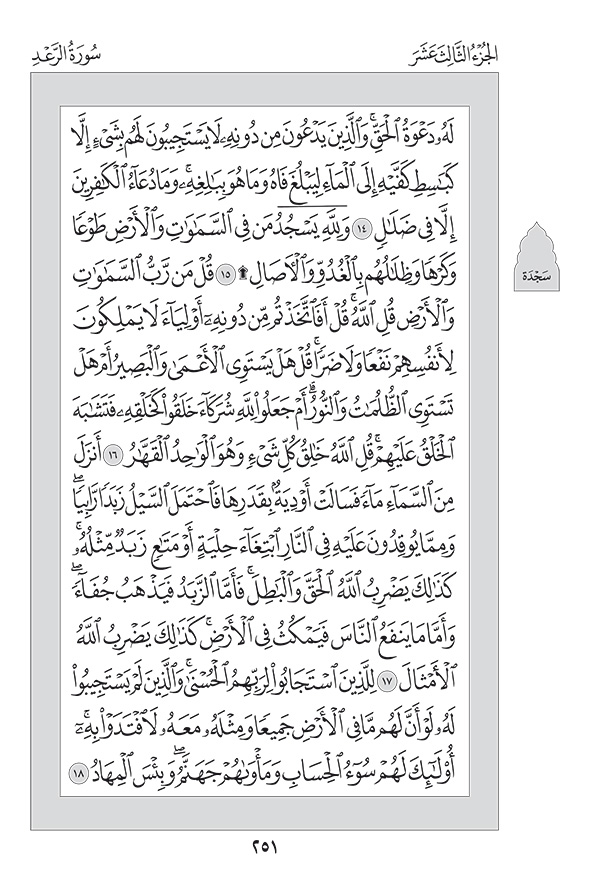 الجُزْءُ الثَّالِثَ عَشَرَ
سُورَةُ الرَّعْدِ
لَهُۥ دَعْوَةُ ٱلْحَقِّ ۖ وَٱلَّذِينَ يَدْعُونَ مِن دُونِهِۦ لَا يَسْتَجِيبُونَ لَهُم بِشَىْءٍ إِلَّا
كَبَـٰسِطِ كَفَّيْهِ إِلَى ٱلْمَآءِ لِيَبْلُغَ فَاهُ وَمَا هُوَ بِبَـٰلِغِهِۦ ۚ وَمَا دُعَآءُ ٱلْكَـٰفِرِينَ
إِلَّا فِى ضَلَـٰلٍ ١٤ وَلِلَّهِ يَسْجُدُ مَن فِى ٱلسَّمَـٰوَٰتِ وَٱلْأَرْضِ طَوْعًا
وَكَرْهًا وَظِلَـٰلُهُم بِٱلْغُدُوِّ وَٱلْـَٔاصَالِ ۩ ١٥ قُلْ مَن رَّبُّ ٱلسَّمَـٰوَٰتِ
سَجْدَة
وَٱلْأَرْضِ قُلِ ٱللَّهُ ۚ قُلْ أَفَٱتَّخَذْتُم مِّن دُونِهِۦٓ أَوْلِيَآءَ لَا يَمْلِكُونَ
لِأَنفُسِهِمْ نَفْعًا وَلَا ضَرًّا ۚ قُلْ هَلْ يَسْتَوِى ٱلْأَعْمَىٰ وَٱلْبَصِيرُ أَمْ هَلْ
تَسْتَوِى ٱلظُّلُمَـٰتُ وَٱلنُّورُ ۗ أَمْ جَعَلُوا۟ لِلَّهِ شُرَكَآءَ خَلَقُوا۟ كَخَلْقِهِۦ فَتَشَـٰبَهَ
ٱلْخَلْقُ عَلَيْهِمْ ۚ قُلِ ٱللَّهُ خَـٰلِقُ كُلِّ شَىْءٍ وَهُوَ ٱلْوَٰحِدُ ٱلْقَهَّـٰرُ ١٦ أَنزَلَ
مِنَ ٱلسَّمَآءِ مَآءً فَسَالَتْ أَوْدِيَةٌۢ بِقَدَرِهَا فَٱحْتَمَلَ ٱلسَّيْلُ زَبَدًا رَّابِيًا ۚ
وَمِمَّا يُوقِدُونَ عَلَيْهِ فِى ٱلنَّارِ ٱبْتِغَآءَ حِلْيَةٍ أَوْ مَتَـٰعٍ زَبَدٌ مِّثْلُهُۥ ۚ
كَذَٰلِكَ يَضْرِبُ ٱللَّهُ ٱلْحَقَّ وَٱلْبَـٰطِلَ ۚ فَأَمَّا ٱلزَّبَدُ فَيَذْهَبُ جُفَآءً ۖ
وَأَمَّا مَا يَنفَعُ ٱلنَّاسَ فَيَمْكُثُ فِى ٱلْأَرْضِ ۚ كَذَٰلِكَ يَضْرِبُ ٱللَّهُ
ٱلْأَمْثَالَ ١٧ لِلَّذِينَ ٱسْتَجَابُوا۟ لِرَبِّهِمُ ٱلْحُسْنَىٰ ۚ وَٱلَّذِينَ لَمْ يَسْتَجِيبُوا۟
لَهُۥ لَوْ أَنَّ لَهُم مَّا فِى ٱلْأَرْضِ جَمِيعًا وَمِثْلَهُۥ مَعَهُۥ لَٱفْتَدَوْا۟ بِهِۦٓ ۚ
أُو۟لَـٰٓئِكَ لَهُمْ سُوٓءُ ٱلْحِسَابِ وَمَأْوَىٰهُمْ جَهَنَّمُ ۖ وَبِئْسَ ٱلْمِهَادُ ١٨
٢٥١